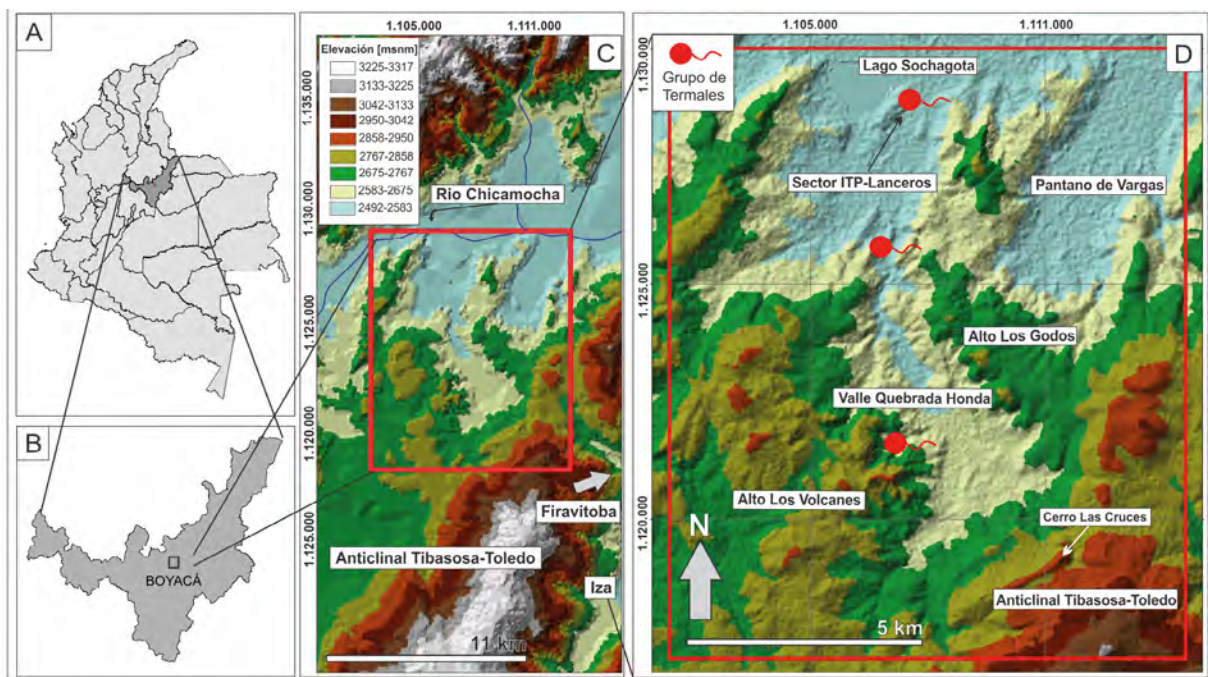 A
B
BOYACÁ
C
1.105.000
1.111.000
Elevación [msnm]
3225-3317
3133-3225
3042-3133
2950-3042
2858-2950
2767-2858
2675-2767
2583-2675
2492-2583
1.135.000
1.130.000
1.125.000
1.120.000
1.125.000
Rio Chicamocha
Firavitoba
Anticlinal Tibasosa-Toledo
Iza
11 km
D
1.105.000
1.111.000
1.130.000
1.125.000
1.120.000
Grupo de
Termales
Lago Sochagota
Sector ITP-Lanceros
Pantano de Vargas
Alto Los Godos
Valle Quebrada Honda
Alto Los Volcanes
Cerro Las Cruces
Anticlinal Tibasosa-Toledo
N
5 km